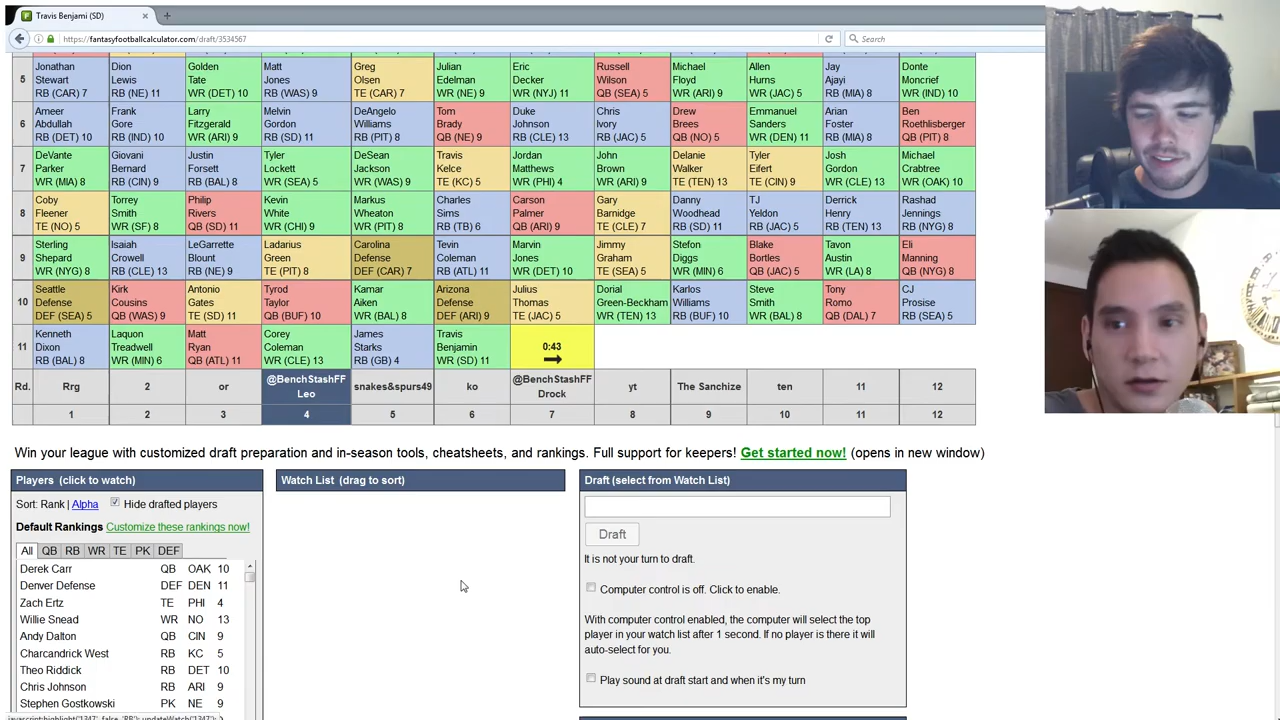 Travis Benjami (SD)
https://fantasyfootballcalculator.com/draft/3534567
Search
5 Jonathan Stewart RB (CAR) 7 Dion Lewis RB (NE) 11 Golden Tate WR (DET) 10 Matt Jones RB (WAS) 9 Greg Olsen TE (CAR) 7 Julian Edelman WR (NE) 9 Eric Decker WR (NYJ) 11 Russell Wilson QB (SEA) 5 Michael Floyd WR (ARI) 9 Allen Hurns WR (JAC) 5 Jay Ajayi RB (MIA) 8 Donte Moncrief WR (IND) 10
6 Ameer Abdullah RB (DET) 10 Frank Gore RB (IND) 10 Larry Fitzgerald WR (ARI) 9 Melvin Gordon RB (SD) 11 DeAngelo Williams RB (PIT) 8 Tom Brady QB (NE) 9 Duke Johnson RB (CLE) 13 Chris Ivory RB (JAC) 5 Drew Brees QB (NO) 5 Emmanuel Sanders WR (DEN) 11 Arian Foster RB (MIA) 8 Ben Roethlisberger QB (PIT) 8
7 DeVante Parker WR (MIA) 8 Giovani Bernard RB (CIN) 9 Justin Forsett RB (BAL) 8 Tyler Lockett WR (SEA) 5 DeSean Jackson WR (WAS) 9 Travis Kelce TE (KC) 5 Jordan Matthews WR (PHI) 4 John Brown WR (ARI) 9 Delanie Walker TE (TEN) 13 Tyler Eifert TE (CIN) 9 Josh Gordon WR (CLE) 13 Michael Crabtree WR (OAK) 10
8 Coby Fleener TE (NO) 5 Torrey Smith WR (SF) 8 Philip Rivers QB (SD) 11 Kevin White WR (CHI) 9 Markus Wheaton WR (PIT) 8 Charles Sims RB (TB) 6 Carson Palmer QB (ARI) 9 Gary Barnidge TE (CLE) 7 Danny Woodhead RB (SD) 11 TJ Yeldon RB (JAC) 5 Derrick Henry RB (TEN) 13 Rashad Jennings RB (NYG) 8
9 Sterling Shepard WR (NYG) 8 Isaiah Crowell RB (CLE) 13 LeGarrette Blount RB (NE) 9 Ladarius Green TE (PIT) 8 Carolina Defense DEF (CAR) 7 Tevin Coleman RB (ATL) 11 Marvin Jones WR (DET) 10 Jimmy Graham TE (SEA) 5 Stefon Diggs WR (MIN) 6 Blake Bortles QB (JAC) 5 Tavon Austin WR (LA) 8 Eli Manning QB (NYG) 8
10 Seattle Defense DEF (SEA) 5 Kirk Cousins QB (WAS) 9 Antonio Gates TE (SD) 11 Tyrod Taylor QB (BUF) 10 Kamar Aiken WR (BAL) 8 Arizona Defense DEF (ARI) 9 Julius Thomas TE (JAC) 5 Dorial Green-Beckham WR (TEN) 13 Karlos Williams RB (BUF) 10 Steve Smith WR (BAL) 8 Tony Romo QB (DAL) 7 CJ Prosise RB (SEA) 5
11 Kenneth Dixon RB (BAL) 8 Laquon Treadwell WR (MIN) 6 Matt Ryan QB (ATL) 11 Corey Coleman WR (CLE) 13 James Starks RB (GB) 4 Travis Benjamin WR (SD) 11 0:43
Rd. Rrg 2 or @BenchStashFF Leo snakes&spurs49 ko @BenchStashFF Drock yt The Sanchize ten 11 12
1 2 3 4 5 6 7 8 9 10 11 12
Win your league with customized draft preparation and in-season tools, cheatsheets, and rankings. Full support for keepers! Get started now! (opens in new window)
Players (click to watch)
Sort: Rank | Alpha Hide drafted players
Default Rankings Customize these rankings now!
All QB RB WR TE PK DEF
Derek Carr QB OAK 10
Denver Defense DEF DEN 11
Zach Ertz TE PHI 4
Willie Snead WR NO 13
Andy Dalton QB CIN 9
Charcandrick West RB KC 5
Theo Riddick RB DET 10
Chris Johnson RB ARI 9
Stephen Gostkowski PK NE 9
Watch List (drag to sort)
Draft (select from Watch List)
Draft
It is not your turn to draft.
Computer control is off. Click to enable.
With computer control enabled, the computer will select the top
player in your watch list after 1 second. If no player is there it will
auto-select for you.
Play sound at draft start and when it's my turn